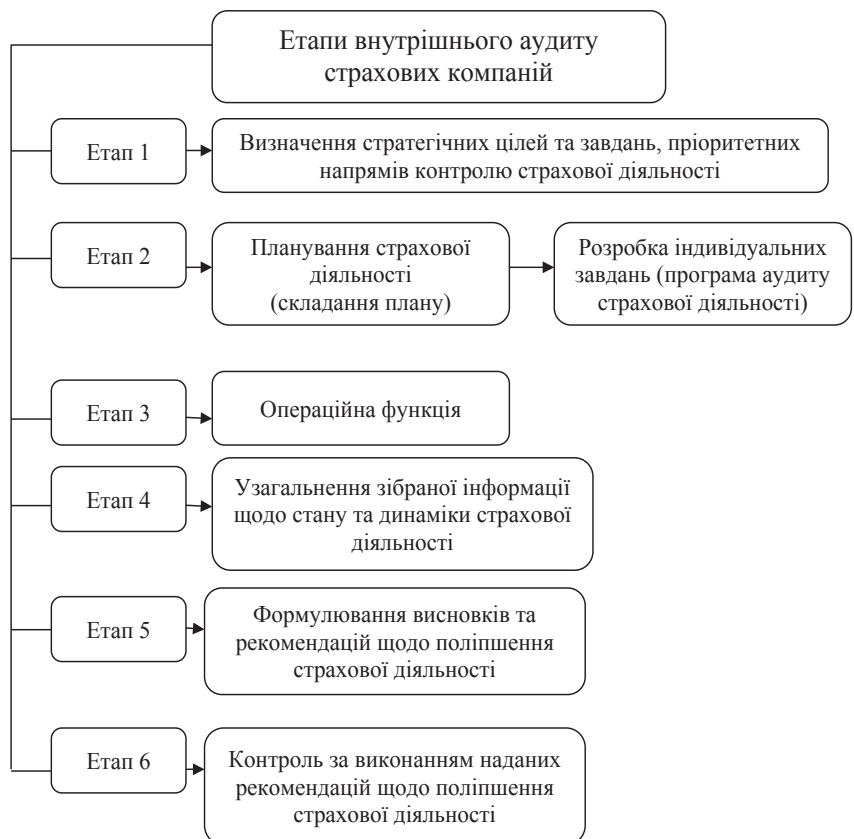 Етапи внутрішнього аудиту
страхових компаній
Етап 1
Визначення стратегічних цілей та завдань, пріоритетних
напрямів контролю страхової діяльності
Етап 2
Планування страхової
діяльності
(складання плану)
Розробка індивідуальних
завдань (програма аудиту
страхової діяльності)
Етап 3
Операційна функція
Етап 4
Узагальнення зібраної інформації
щодо стану та динаміки страхової
діяльності
Етап 5
Формулювання висновків та
рекомендацій щодо поліпшення
страхової діяльності
Етап 6
Контроль за виконанням наданих
рекомендацій щодо поліпшення
страхової діяльності